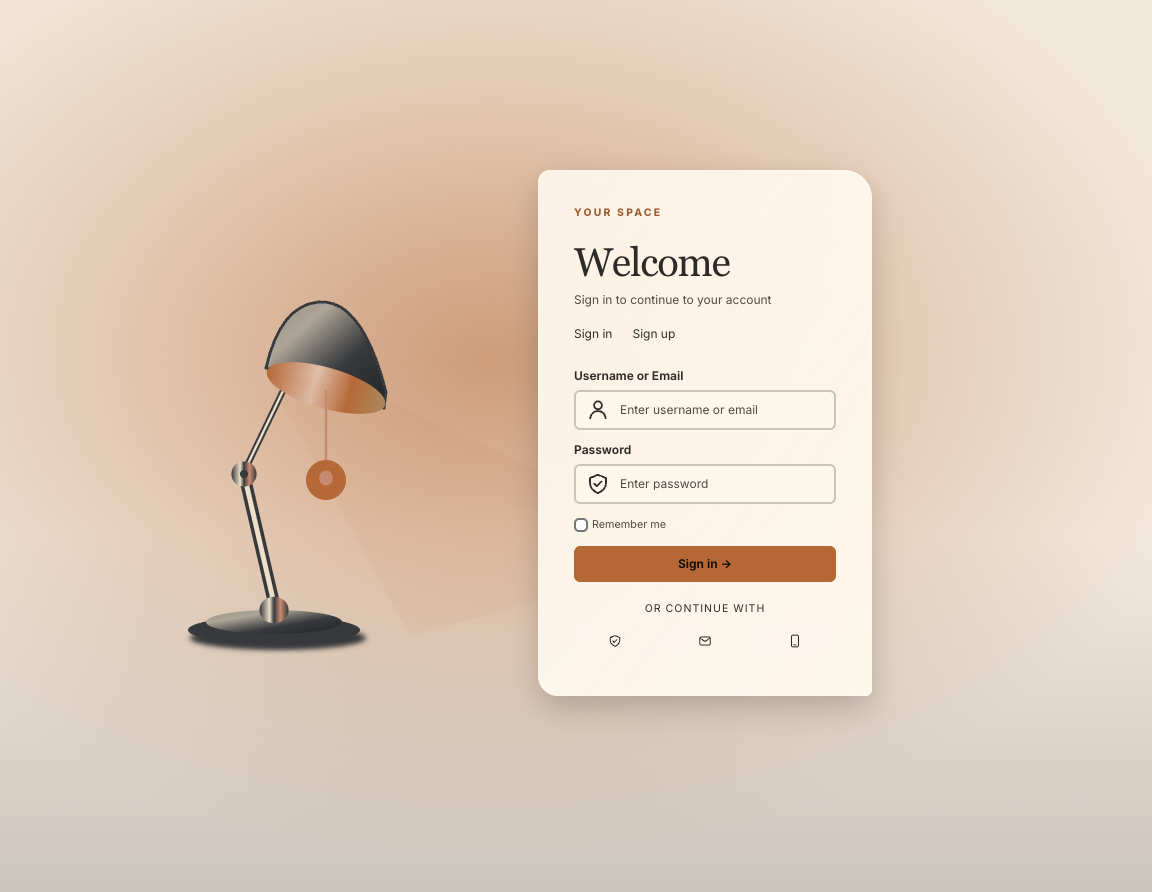 YOUR SPACE
Welcome
Sign in to continue to your account
Sign in Sign up
Username or Email
Enter username or email
Password
Enter password
Remember me
Sign in →
OR CONTINUE WITH